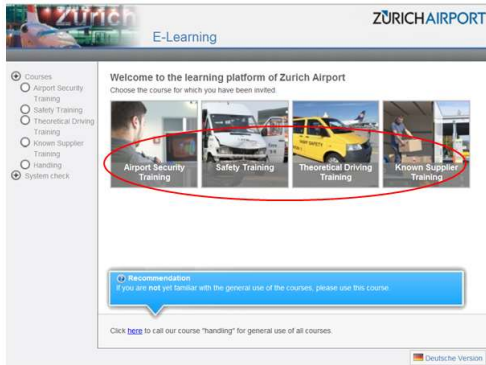 Zürich
E-Learning
ZÜRICH AIRPORT
Courses
Airport Security
Training
Safety Training
Theoretical Driving
Training
Known Supplier
Training
Handling
System check
Welcome to the learning platform of Zurich Airport
Choose the course for which you have been invited.
Airport Security
Training
Safety Training
Theoretical Driving
Training
Known Supplier
Training
Recommendation
If you are not yet familiar with the general use of the courses, please use this course.
Click here to call our course "handling" for general use of all courses.
Deutsche Version